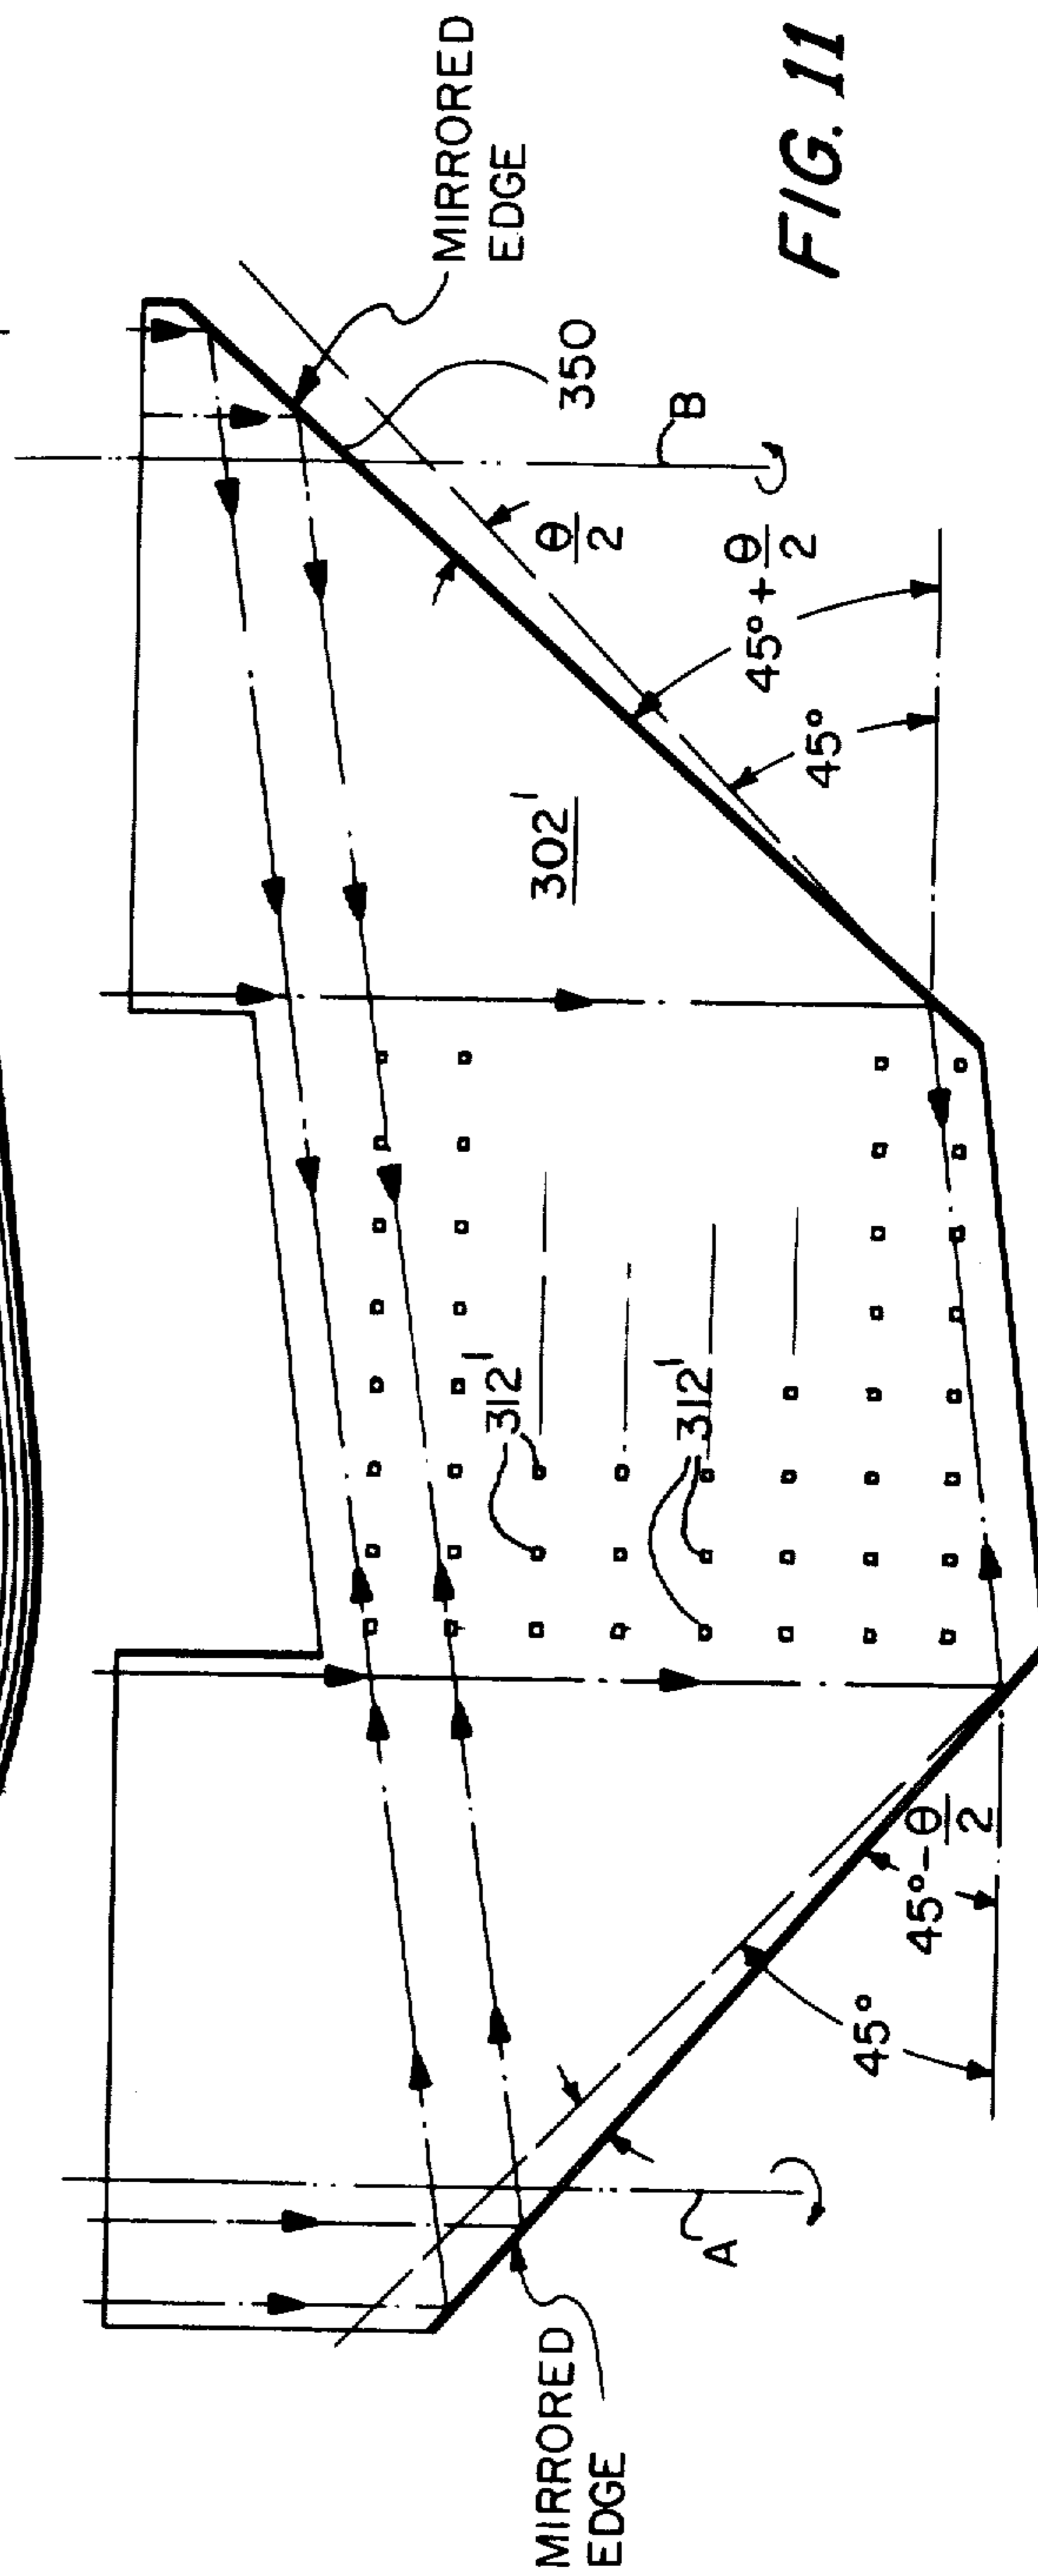 FIG. 11
MIRRORED
EDGE
350
B
θ/2
45° + θ/2
45°
302'
312'
312'
45° - θ/2
45°
A
MIRRORED
EDGE